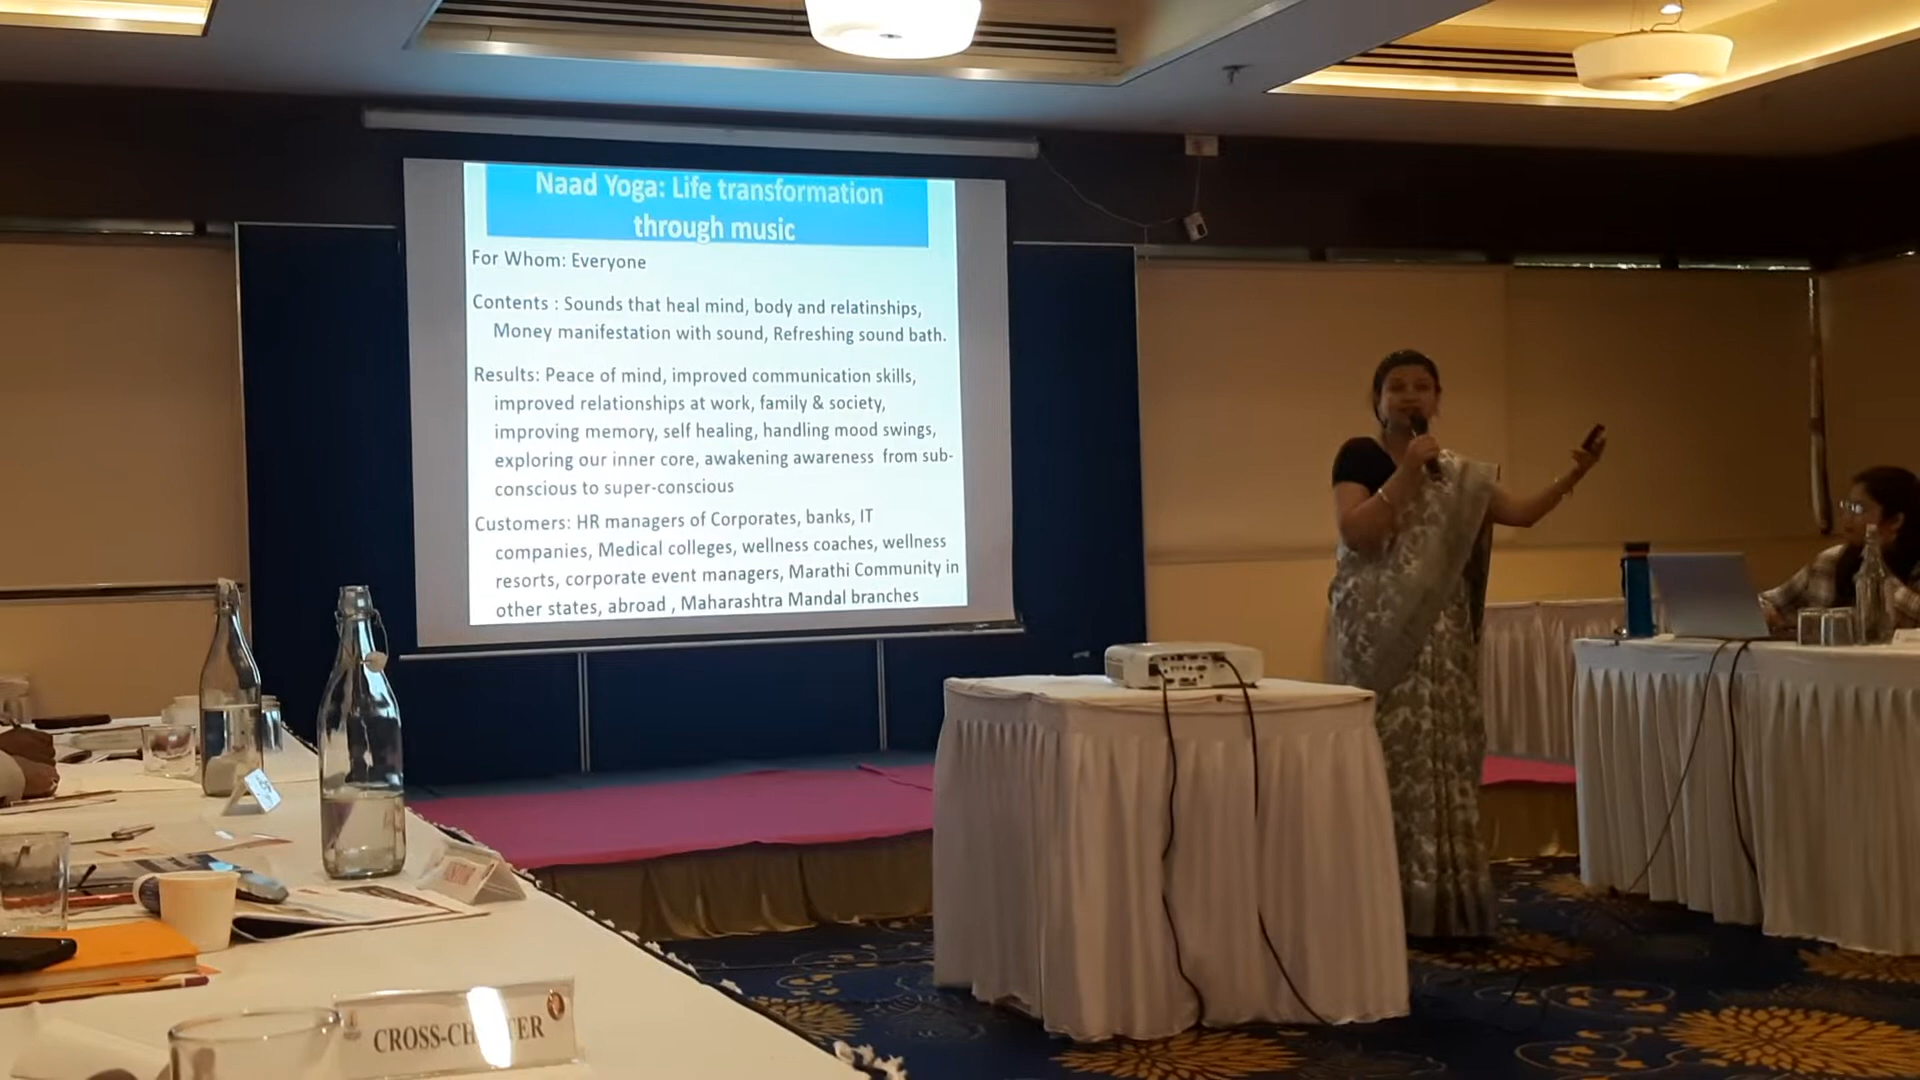 Naad Yoga: Life transformation
through music
For Whom: Everyone
Contents : Sounds that heal mind, body and relatinships,
Money manifestation with sound, Refreshing sound bath.
Results: Peace of mind, improved communication skills,
improved relationships at work, family & society,
improving memory, self healing, handling mood swings,
exploring our inner core, awakening awareness from sub-
conscious to super-conscious
Customers: HR managers of Corporates, banks, IT
companies, Medical colleges, wellness coaches, wellness
resorts, corporate event managers, Marathi Community in
other states, abroad , Maharashtra Mandal branches